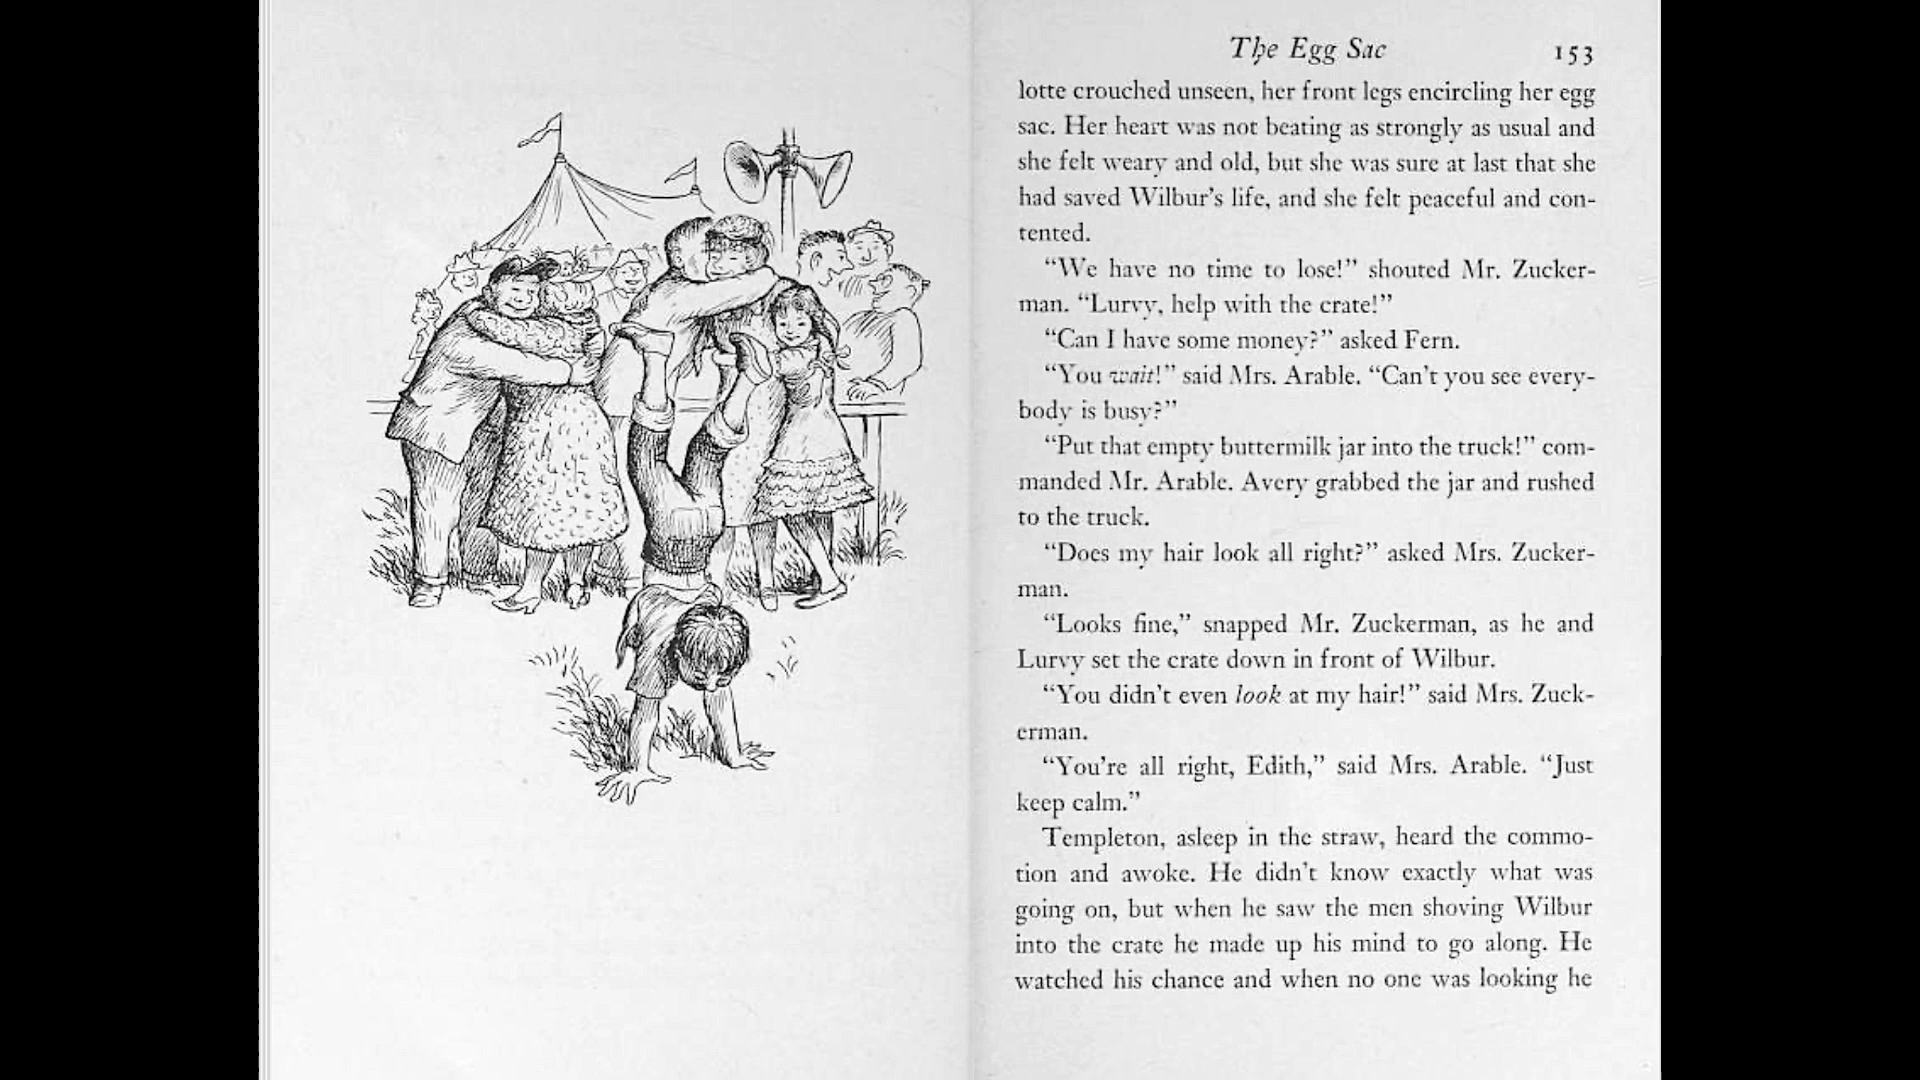 The Egg Sac 153
lotte crouched unseen, her front legs encircling her egg
sac. Her heart was not beating as strongly as usual and
she felt weary and old, but she was sure at last that she
had saved Wilbur's life, and she felt peaceful and con-
tented.
“We have no time to lose!” shouted Mr. Zucker-
man. “Lurvy, help with the crate!”
“Can I have some money?” asked Fern.
“You wait!” said Mrs. Arable. “Can't you see every-
body is busy?”
“Put that empty buttermilk jar into the truck!” com-
manded Mr. Arable. Avery grabbed the jar and rushed
to the truck.
“Does my hair look all right?” asked Mrs. Zucker-
man.
“Looks fine,” snapped Mr. Zuckerman, as he and
Lurvy set the crate down in front of Wilbur.
“You didn't even look at my hair!” said Mrs. Zuck-
erman.
“You're all right, Edith,” said Mrs. Arable. “Just
keep calm.”
Templeton, asleep in the straw, heard the commo-
tion and awoke. He didn't know exactly what was
going on, but when he saw the men shoving Wilbur
into the crate he made up his mind to go along. He
watched his chance and when no one was looking he